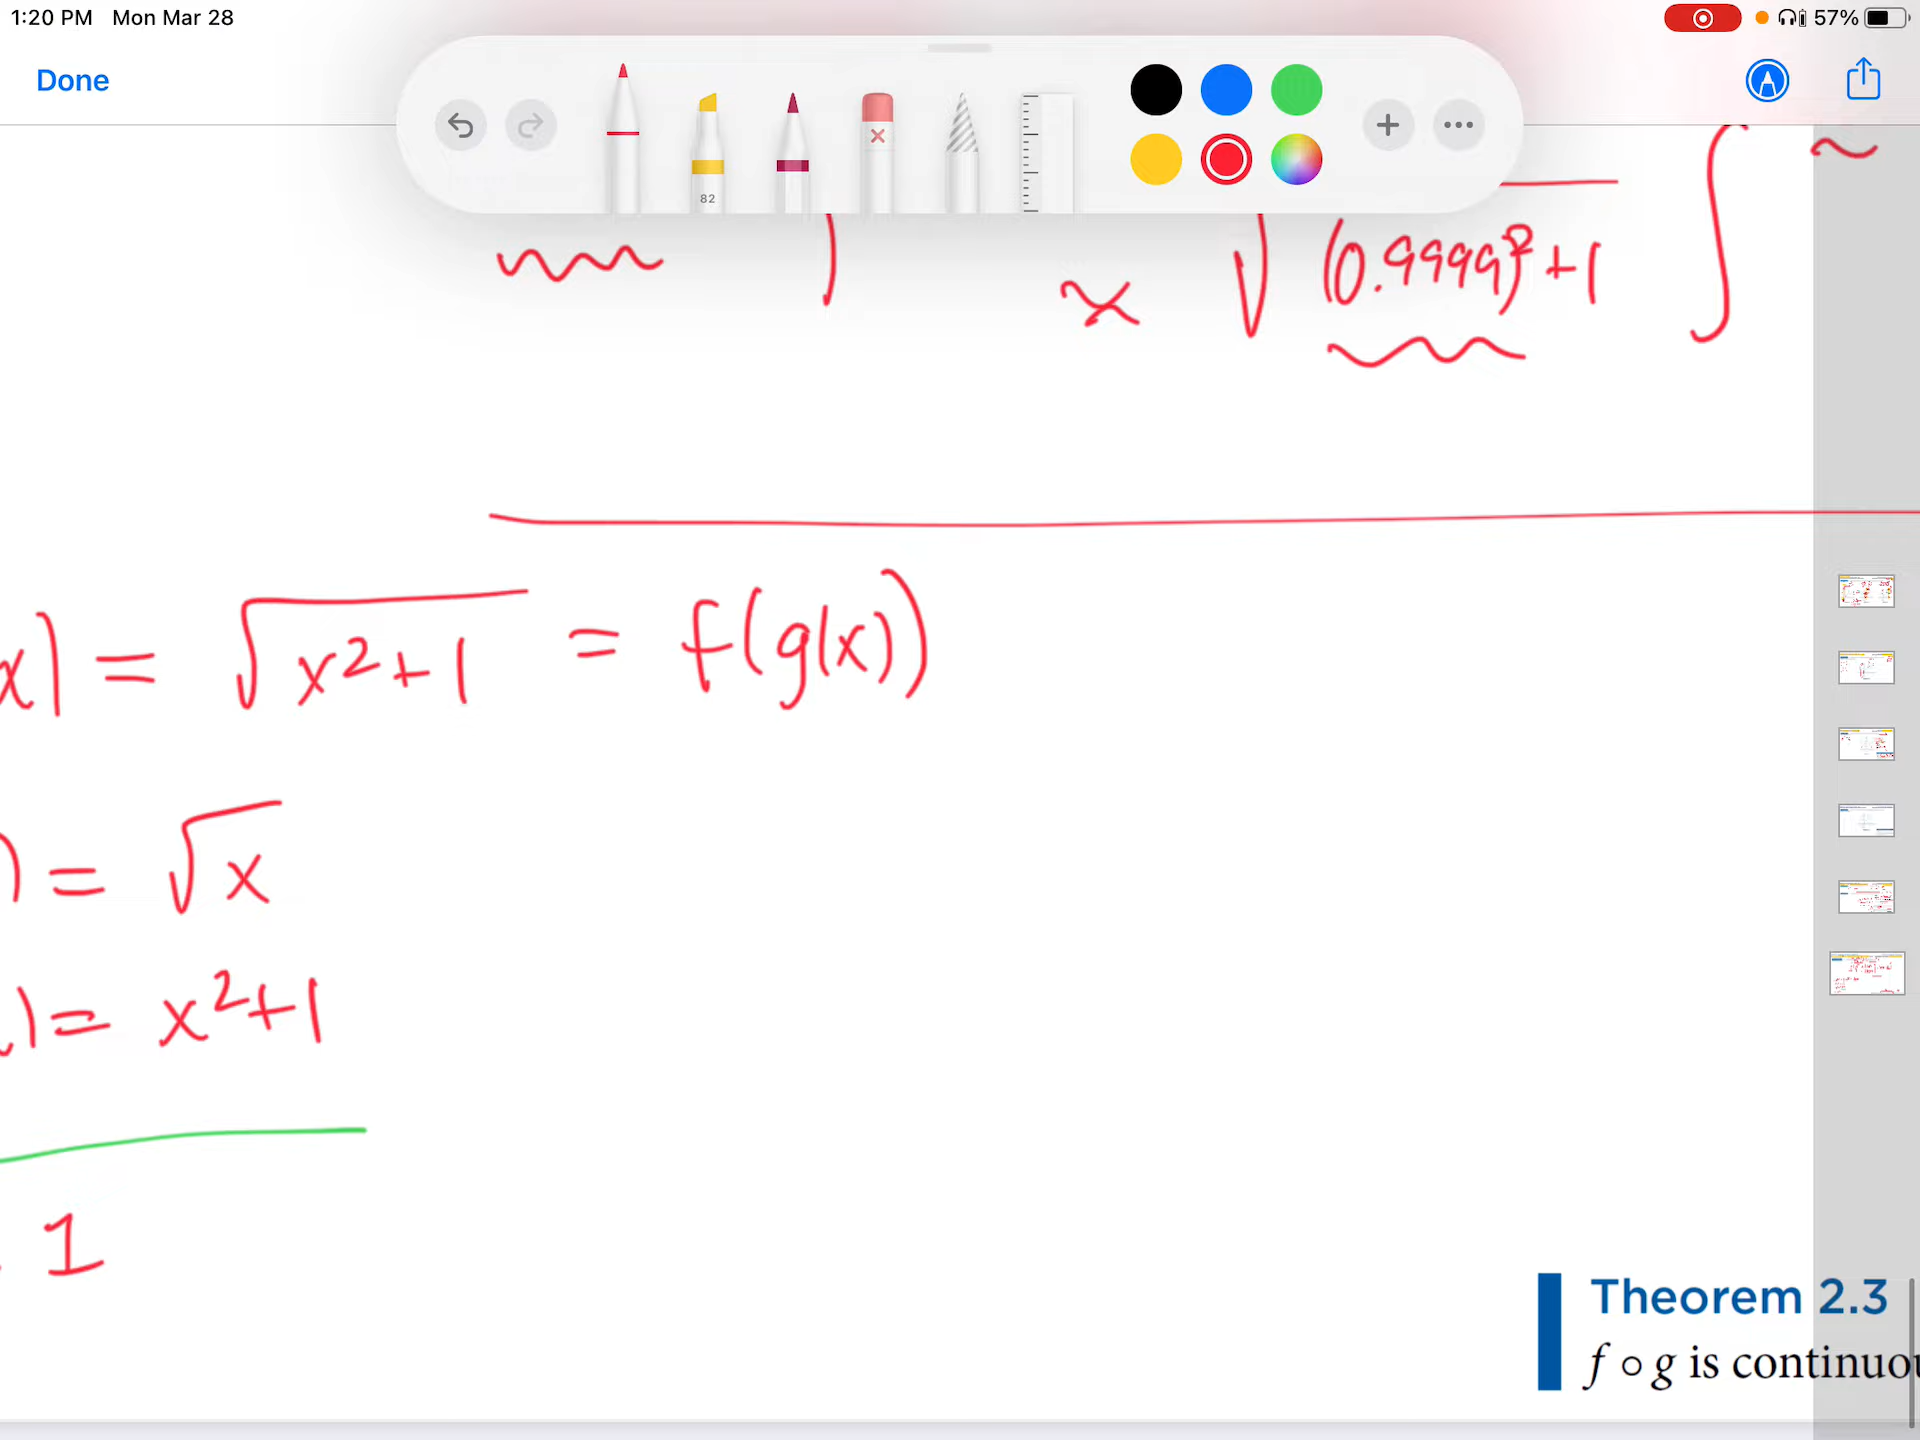 1:20 PM Mon Mar 28
57%
Done
82
√(0.9999)²+1
x) = √x²+1 = f(g(x))
) = √x
) = x²+1
1
Theorem 2.3
f ∘ g is continuou